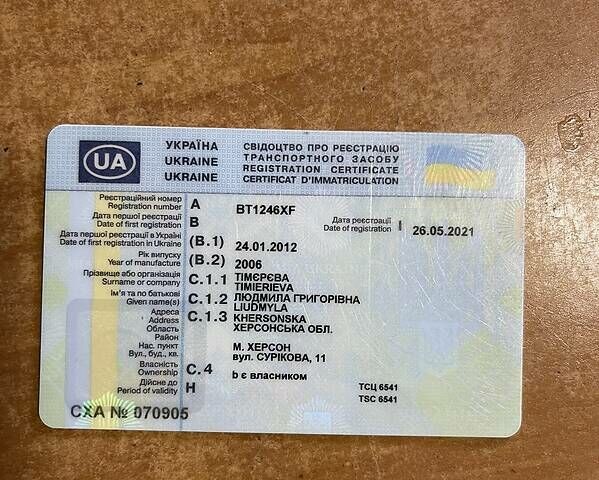 UA
УКРАЇНА
UKRAINE
UKRAINE
СВІДОЦТВО ПРО РЕЄСТРАЦІЮ
ТРАНСПОРТНОГО ЗАСОБУ
REGISTRATION CERTIFICATE
CERTIFICAT D'IMMATRICULATION
Реєстраційний номер
Registration number
A
BT1246XF
Дата першої реєстрації
Date of first registration
B
Дата реєстрації
Date of registration
I
26.05.2021
Дата першої реєстрації в Україні
Date of first registration in Ukraine
(B.1)
24.01.2012
Рік випуску
Year of manufacture
(B.2)
2006
Прізвище або організація
Surname or company
C.1.1
ТІМЄРЄВА
TIMIERIEVA
Ім'я та по батькові
Given name(s)
C.1.2
ЛЮДМИЛА ГРИГОРІВНА
LIUDMYLA
Адреса
Address
C.1.3
KHERSONSKA
Область
ХЕРСОНСЬКА ОБЛ.
Район
Нас. пункт
М. ХЕРСОН
Вул., буд., кв.
вул. СУРІКОВА, 11
Власність
Ownership
C.4
b є власником
Дійсне до
Period of validity
H
ТСЦ 6541
TSC 6541
СХА № 070905